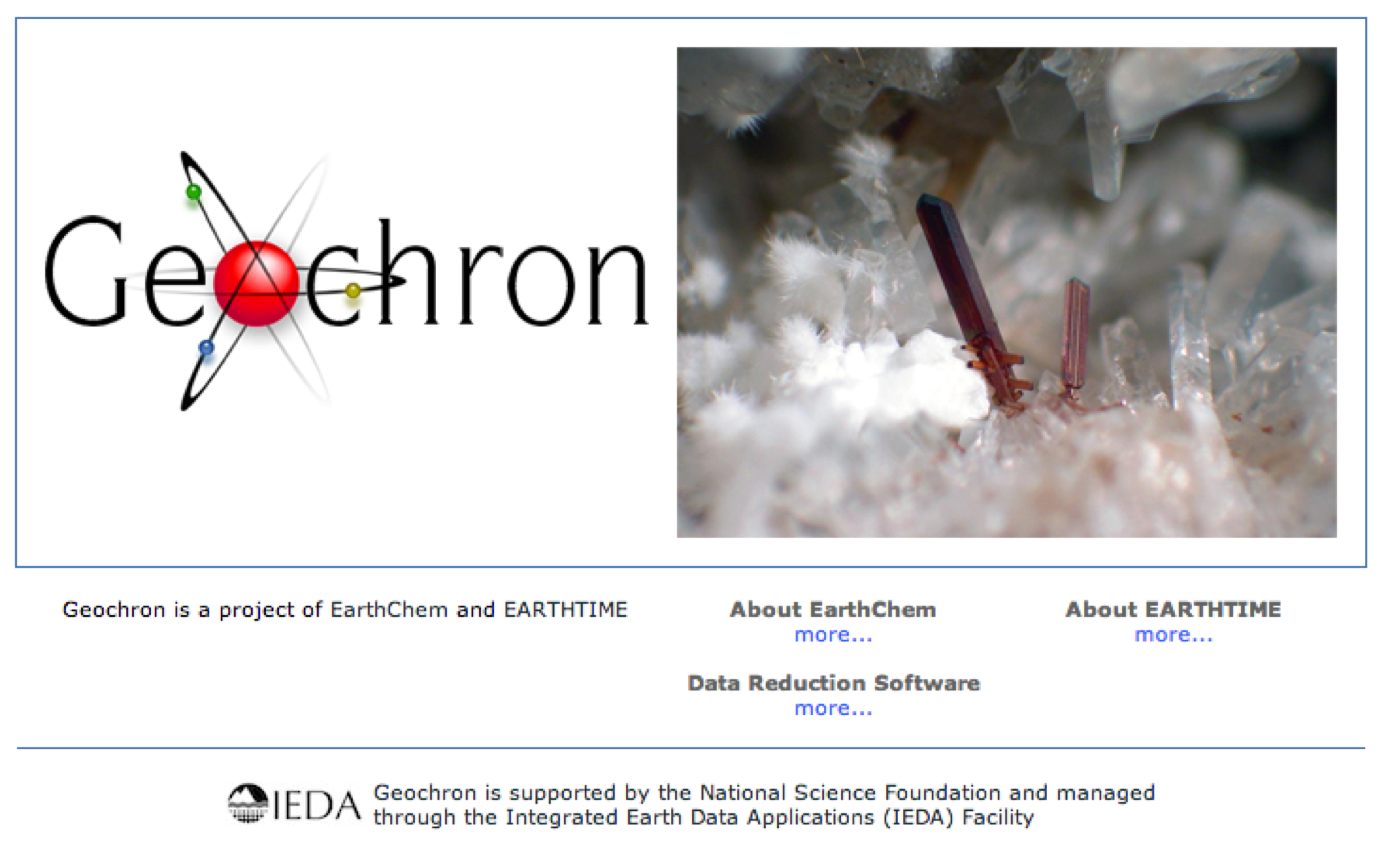 Geochron
Geochron is a project of EarthChem and EARTHTIME
About EarthChem
more...
About EARTHTIME
more...
Data Reduction Software
more...
IEDA
Geochron is supported by the National Science Foundation and managed
through the Integrated Earth Data Applications (IEDA) Facility